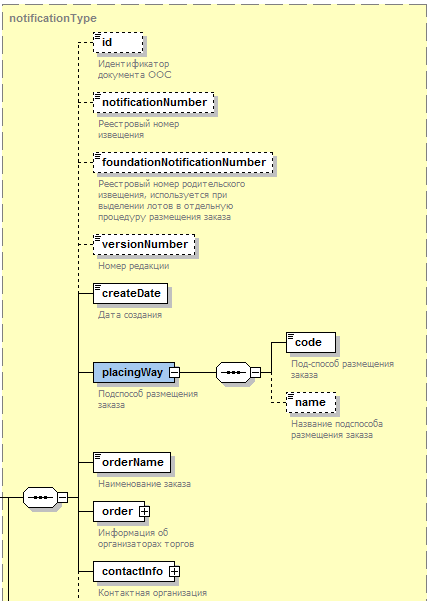 notificationType
id
Идентификатор
документа ООС
notificationNumber
Реестровый номер
извещения
foundationNotificationNumber
Реестровый номер родительского
извещения, используется при
выделении лотов в отдельную
процедуру размещения заказа
versionNumber
Номер редакции
createDate
Дата создания
placingWay
Подспособ размещения
заказа
code
Под-способ размещения
заказа
name
Название подспособа
размещения заказа
orderName
Наименование заказа
order
Информация об
организаторах торгов
contactInfo
Контактная организация